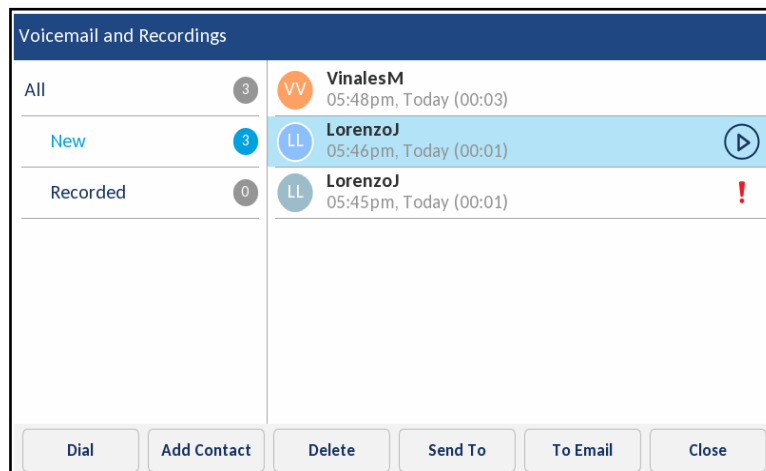 Voicemail and Recordings
All 3
New 3
Recorded 0
VV VinalesM
05:48pm, Today (00:03)
LL LorenzoJ
05:46pm, Today (00:01)
LL LorenzoJ
05:45pm, Today (00:01)
!
Dial Add Contact Delete Send To To Email Close